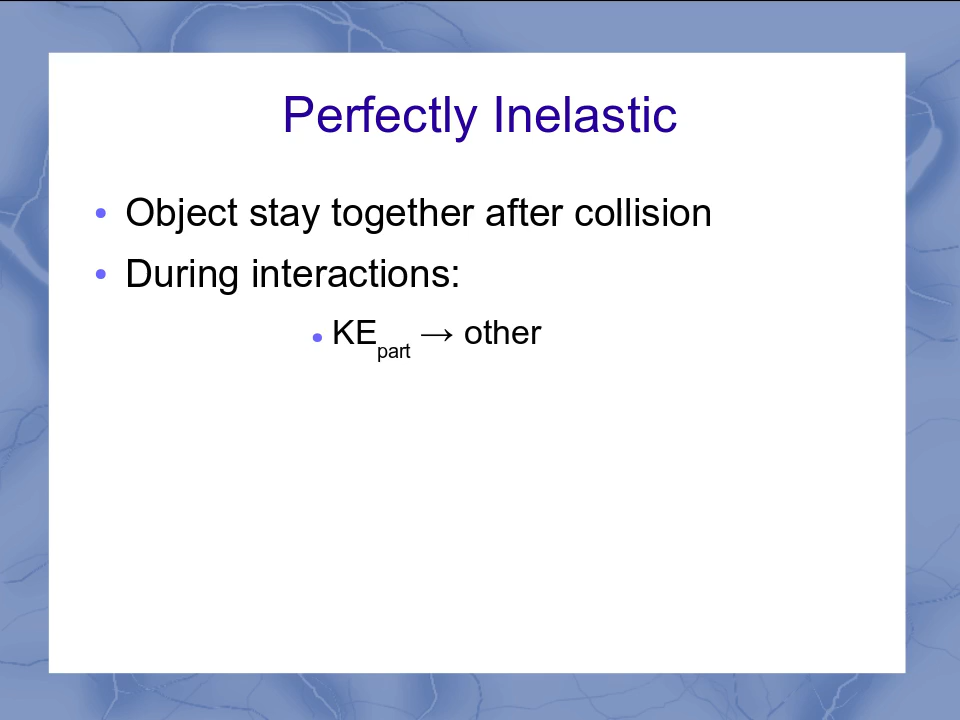 Perfectly Inelastic
• Object stay together after collision
• During interactions:
• KEpart → other